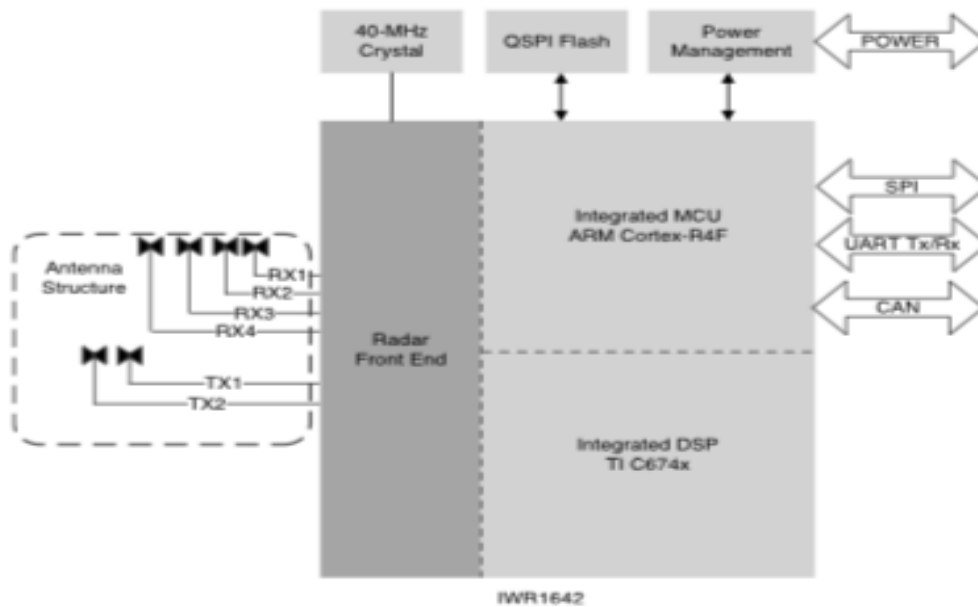 40-MHz
Crystal
QSPI Flash
Power
Management
POWER
Integrated MCU
ARM Cortex-R4F
SPI
UART Tx/Rx
CAN
Antenna
Structure
RX1
RX2
RX3
RX4
TX1
TX2
Radar
Front End
Integrated DSP
TI C674x
IWR1642